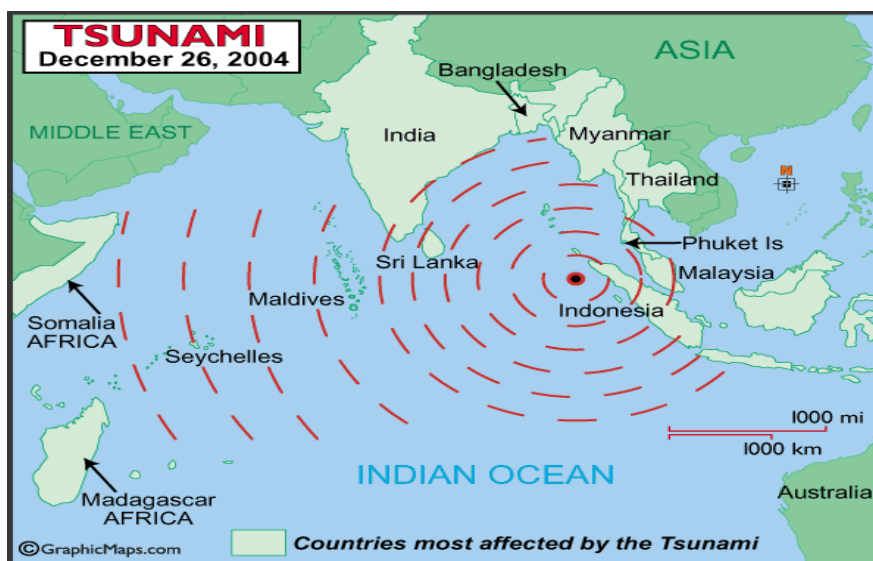 TSUNAMI
December 26, 2004
ASIA
Bangladesh
MIDDLE EAST
India
Myanmar
Thailand
N
Phuket Is
Sri Lanka
Malaysia
Maldives
Indonesia
Somalia
AFRICA
Seychelles
1000 mi
1000 km
INDIAN OCEAN
Madagascar
AFRICA
Australia
©GraphicMaps.com
Countries most affected by the Tsunami